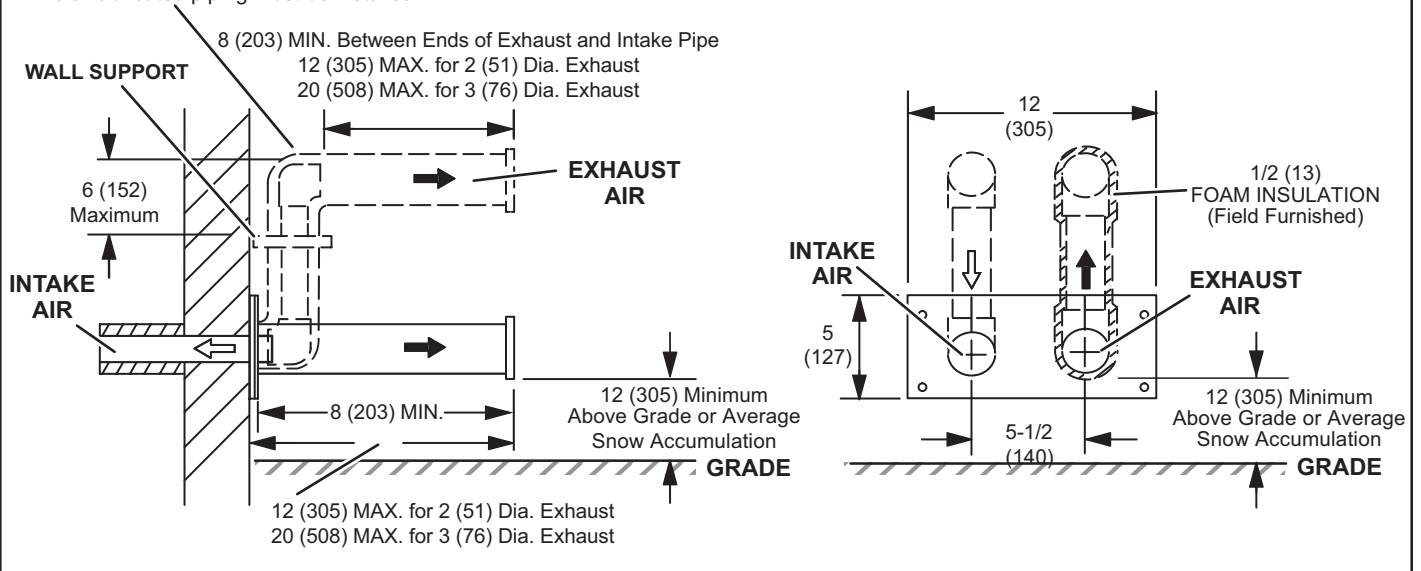 8 (203) MIN. Between Ends of Exhaust and Intake Pipe
12 (305) MAX. for 2 (51) Dia. Exhaust
20 (508) MAX. for 3 (76) Dia. Exhaust
WALL SUPPORT
6 (152)
Maximum
EXHAUST
AIR
INTAKE
AIR
8 (203) MIN.
12 (305) Minimum
Above Grade or Average
Snow Accumulation
GRADE
12 (305) MAX. for 2 (51) Dia. Exhaust
20 (508) MAX. for 3 (76) Dia. Exhaust
12
(305)
1/2 (13)
FOAM INSULATION
(Field Furnished)
INTAKE
AIR
EXHAUST
AIR
5
(127)
5-1/2
(140)
12 (305) Minimum
Above Grade or Average
Snow Accumulation
GRADE